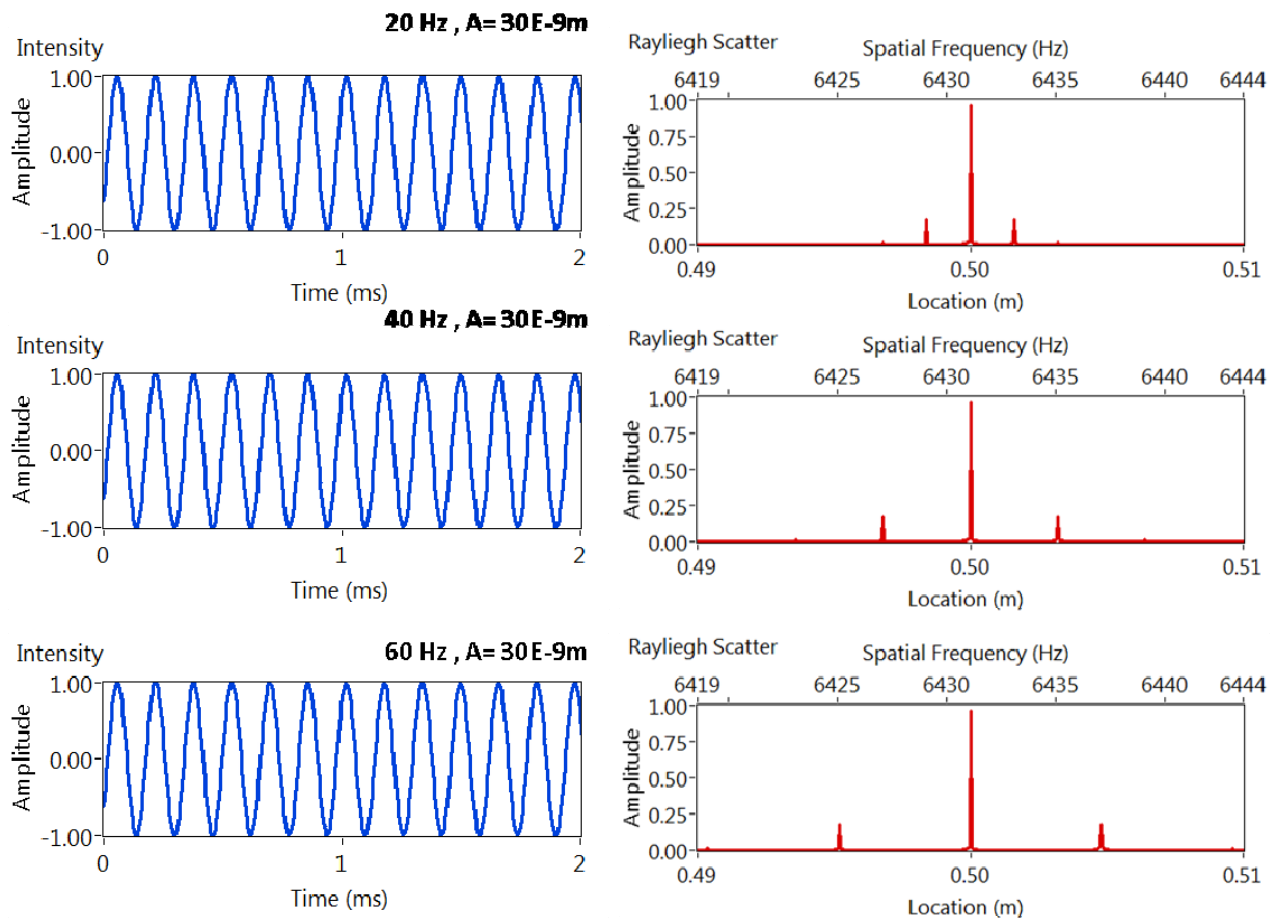 20 Hz , A= 30E-9m
Intensity
1.00
0.00
-1.00
Amplitude
0 1 2
Time (ms)
Rayliegh Scatter Spatial Frequency (Hz)
6419 6425 6431 6435 6440 6444
1.00
0.75
0.50
0.25
0.00
Amplitude
0.49 0.50 0.51
Location (m)
40 Hz , A= 30E-9m
Intensity
1.00
0.00
-1.00
Amplitude
0 1 2
Time (ms)
Rayliegh Scatter Spatial Frequency (Hz)
6419 6425 6430 6435 6440 6444
1.00
0.75
0.50
0.25
0.00
Amplitude
0.49 0.50 0.51
Location (m)
60 Hz , A= 30E-9m
Intensity
1.00
0.00
-1.00
Amplitude
0 1 2
Time (ms)
Rayliegh Scatter Spatial Frequency (Hz)
6419 6425 6430 6435 6440 6444
1.00
0.75
0.50
0.25
0.00
Amplitude
0.49 0.50 0.51
Location (m)